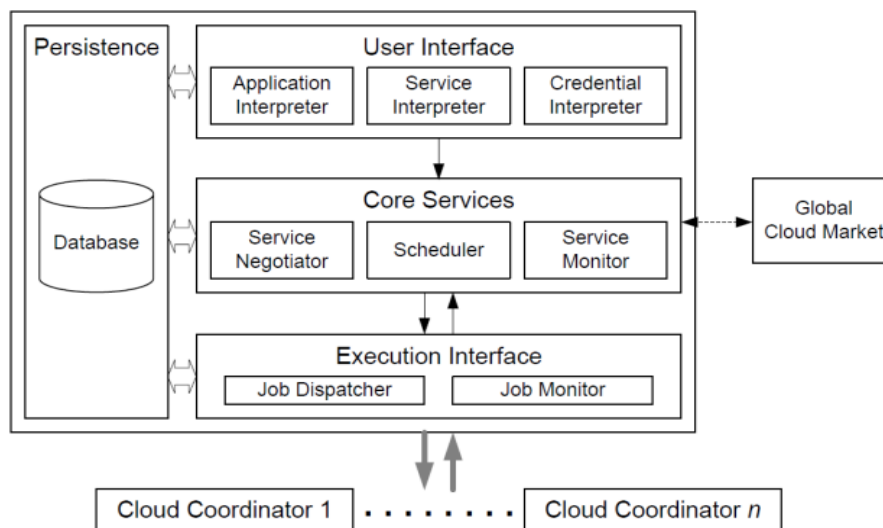 Persistence
User Interface
Application
Interpreter
Service
Interpreter
Credential
Interpreter
Database
Core Services
Service
Negotiator
Scheduler
Service
Monitor
Global
Cloud Market
Execution Interface
Job Dispatcher
Job Monitor
Cloud Coordinator 1
Cloud Coordinator n